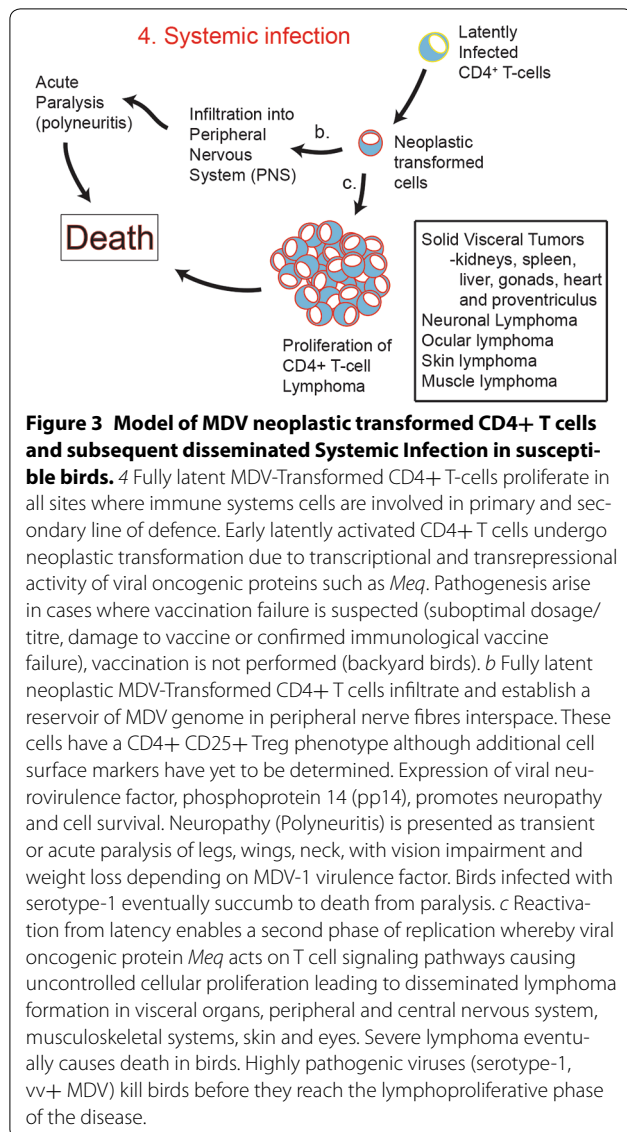 4. Systemic infection
Latently
Infected
CD4⁺ T-cells
Acute
Paralysis
(polyneuritis)
Infiltration into
Peripheral
Nervous
System (PNS)
b.
Neoplastic
transformed
cells
c.
Death
Proliferation of
CD4+ T-cell
Lymphoma
Solid Visceral Tumors
-kidneys, spleen,
liver, gonads, heart
and proventriculus
Neuronal Lymphoma
Ocular lymphoma
Skin lymphoma
Muscle lymphoma
Figure 3 Model of MDV neoplastic transformed CD4+ T cells
and subsequent disseminated Systemic Infection in suscepti-
ble birds. 4 Fully latent MDV-Transformed CD4+ T-cells proliferate in
all sites where immune systems cells are involved in primary and sec-
ondary line of defence. Early latently activated CD4+ T cells undergo
neoplastic transformation due to transcriptional and transrepressional
activity of viral oncogenic proteins such as Meq. Pathogenesis arise
in cases where vaccination failure is suspected (suboptimal dosage/
titre, damage to vaccine or confirmed immunological vaccine
failure), vaccination is not performed (backyard birds). b Fully latent
neoplastic MDV-Transformed CD4+ T cells infiltrate and establish a
reservoir of MDV genome in peripheral nerve fibres interspace. These
cells have a CD4+ CD25+ Treg phenotype although additional cell
surface markers have yet to be determined. Expression of viral neu-
rovirulence factor, phosphoprotein 14 (pp14), promotes neuropathy
and cell survival. Neuropathy (Polyneuritis) is presented as transient
or acute paralysis of legs, wings, neck, with vision impairment and
weight loss depending on MDV-1 virulence factor. Birds infected with
serotype-1 eventually succumb to death from paralysis. c Reactiva-
tion from latency enables a second phase of replication whereby viral
oncogenic protein Meq acts on T cell signaling pathways causing
uncontrolled cellular proliferation leading to disseminated lymphoma
formation in visceral organs, peripheral and central nervous system,
musculoskeletal systems, skin and eyes. Severe lymphoma eventu-
ally causes death in birds. Highly pathogenic viruses (serotype-1,
vv+ MDV) kill birds before they reach the lymphoproliferative phase
of the disease.